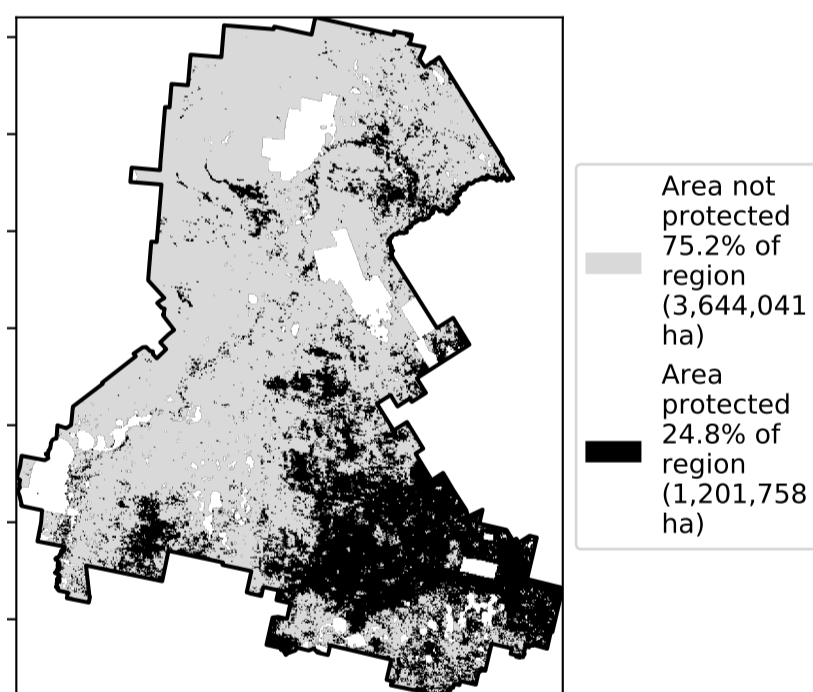 Area not
protected
75.2% of
region
(3,644,041
ha)
Area
protected
24.8% of
region
(1,201,758
ha)